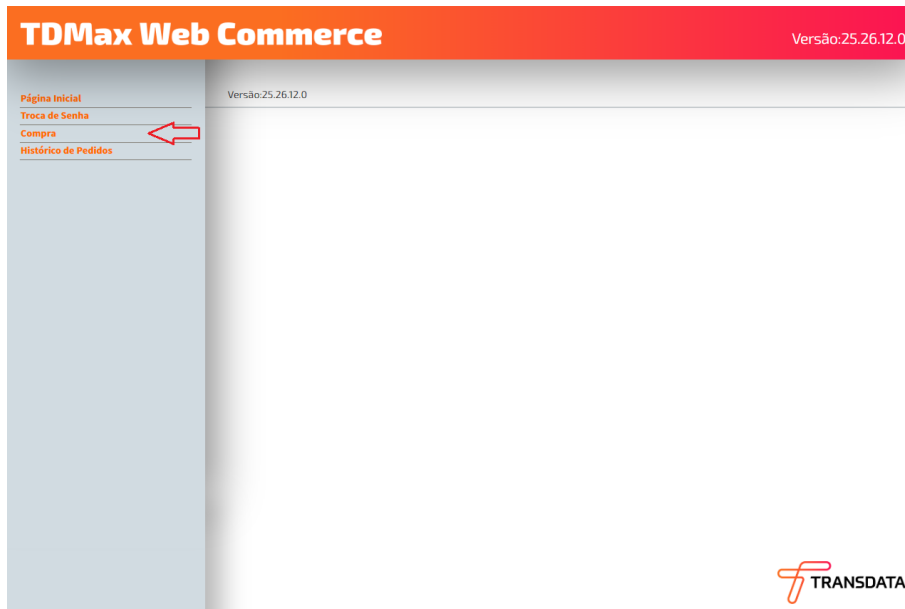 TDMax Web Commerce
Versão:25.26.12.0
Página Inicial
Troca de Senha
Compra
Histórico de Pedidos
Versão:25.26.12.0
TRANSDATA